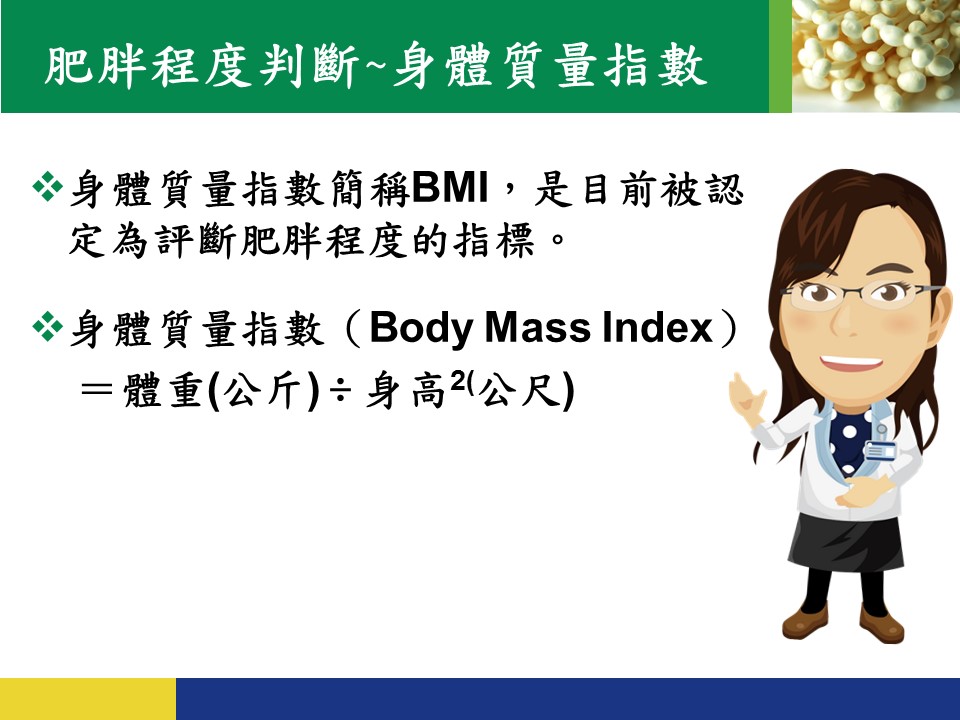 肥胖程度判斷~身體質量指數
❖身體質量指數簡稱BMI，是目前被認
定為評斷肥胖程度的指標。
❖身體質量指數（Body Mass Index）
＝體重(公斤)÷身高²⁽公尺)